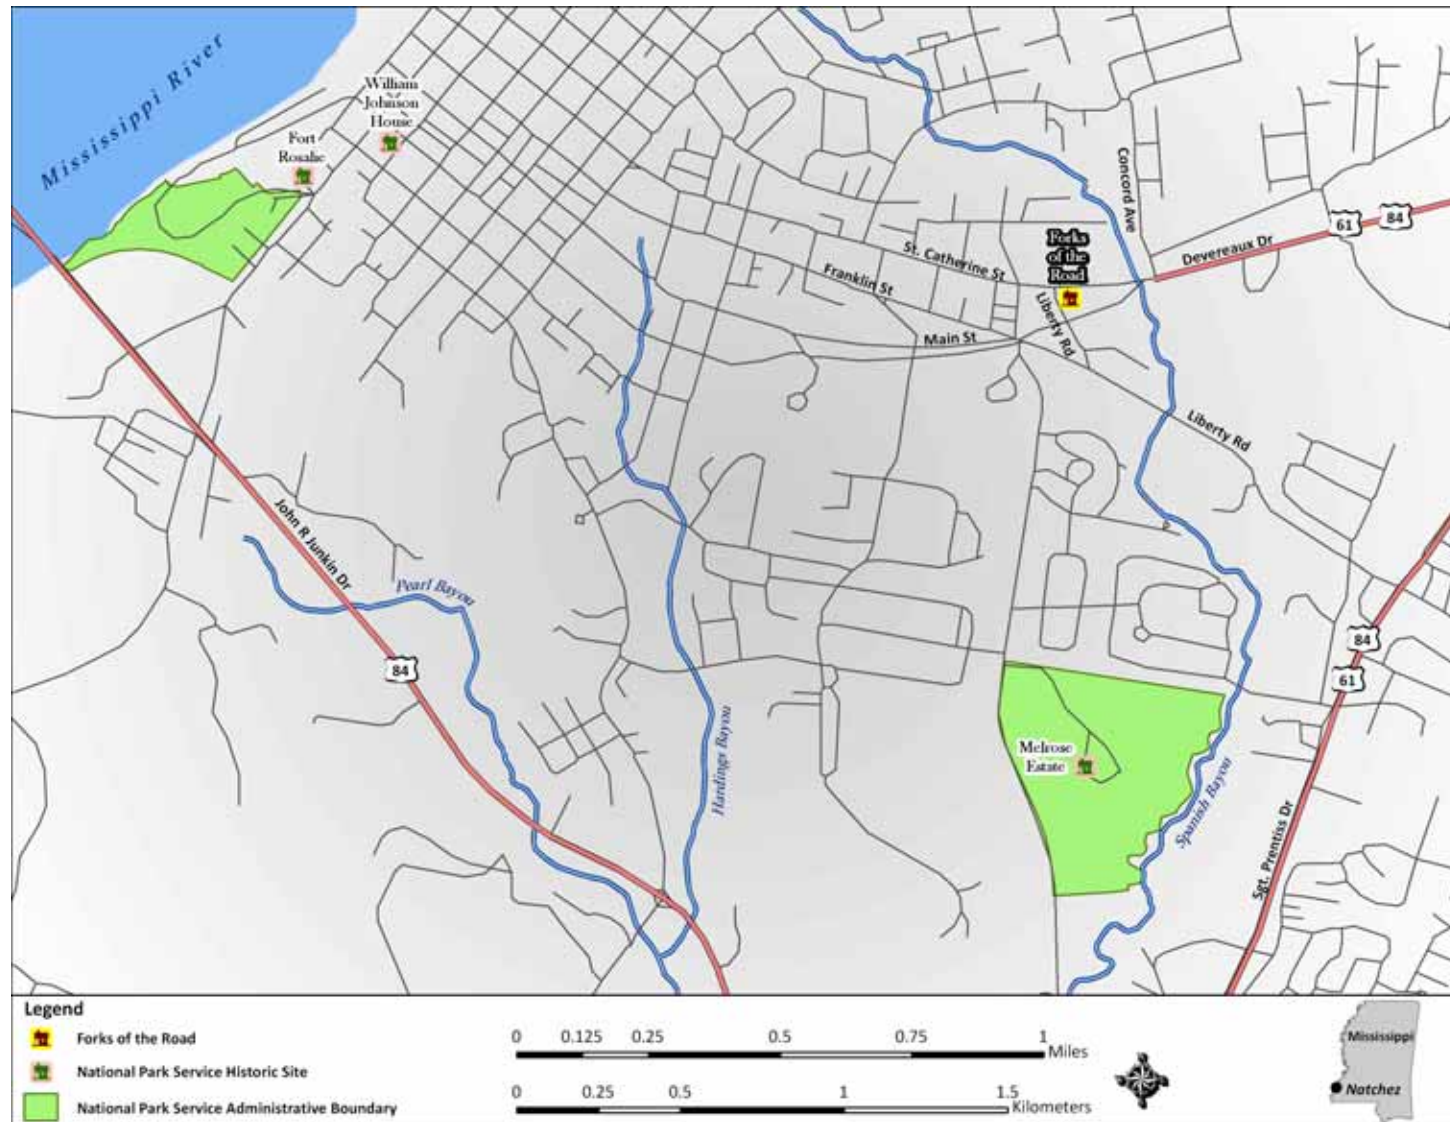 Mississippi River
William
Johnson
House
Fort
Rosalie
Concord Ave
61
84
Devereaux Dr
Forks
of the
Road
St. Catherine St
Franklin St
Liberty Rd
Main St
Liberty Rd
John R Junkin Dr
Pearl Bayou
84
84
61
Hardings Bayou
Melrose
Estate
Spanish Bayou
Sgt. Prentiss Dr
Legend
Forks of the Road
National Park Service Historic Site
National Park Service Administrative Boundary
0 0.125 0.25 0.5 0.75 1
Miles
0 0.25 0.5 1 1.5
Kilometers
Mississippi
Natchez